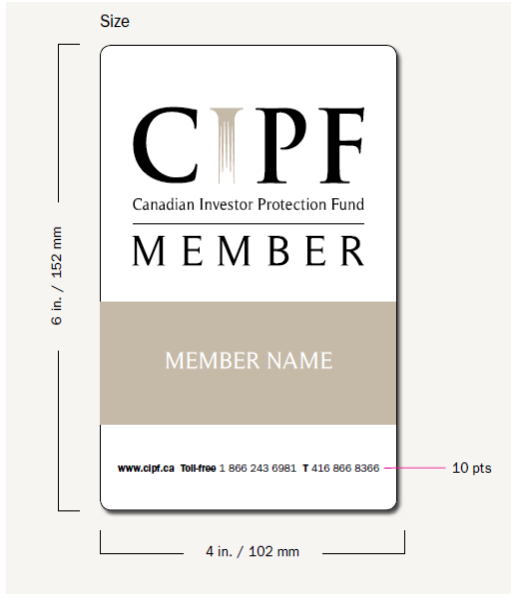 Size
CIPF
Canadian Investor Protection Fund
MEMBER
6 in. / 152 mm
MEMBER NAME
www.cipf.ca Toll-free 1 866 243 6981 T 416 866 8366
10 pts
4 in. / 102 mm